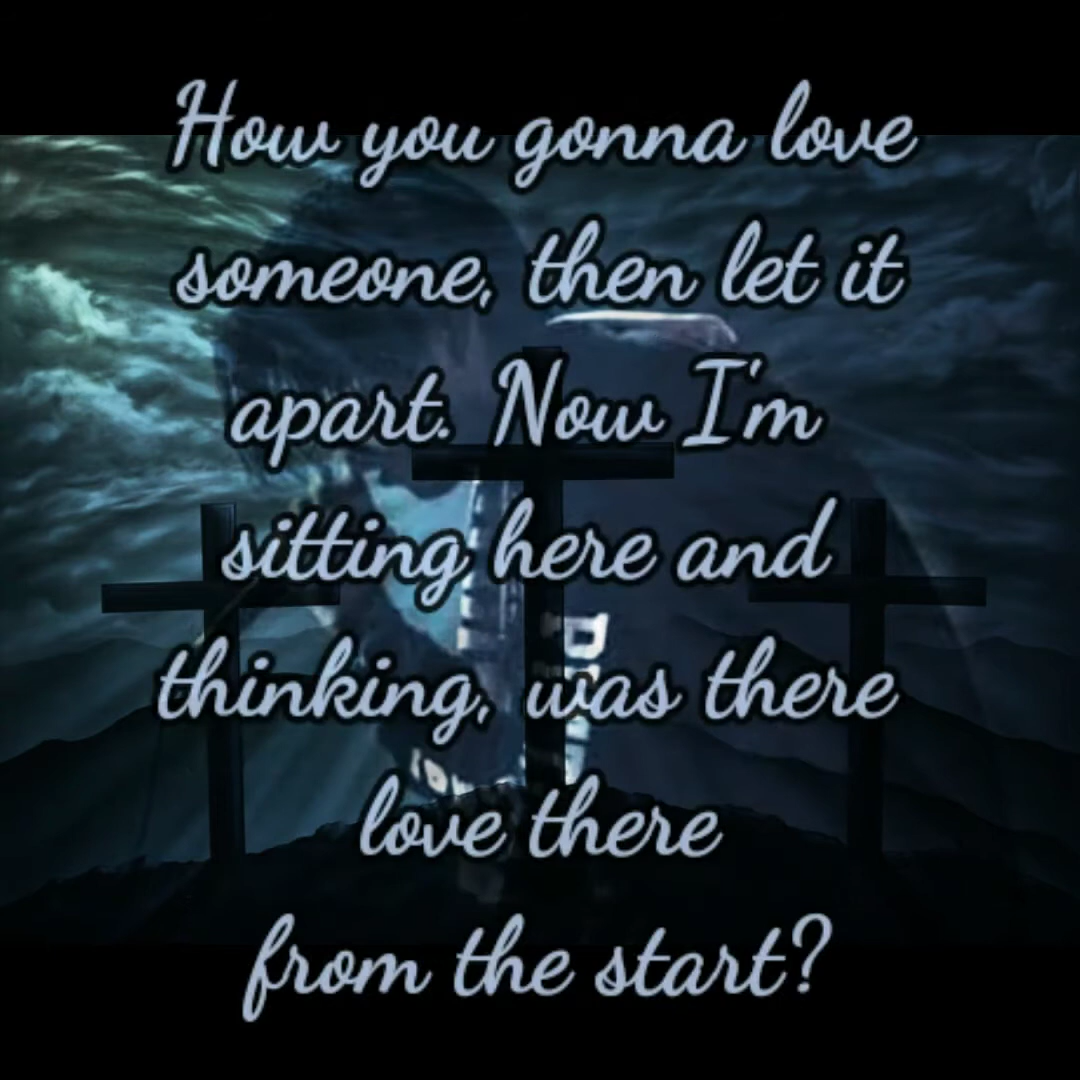 How you gonna love
someone, then let it
apart. Now I'm
sitting here and
thinking, was there
love there
from the start?